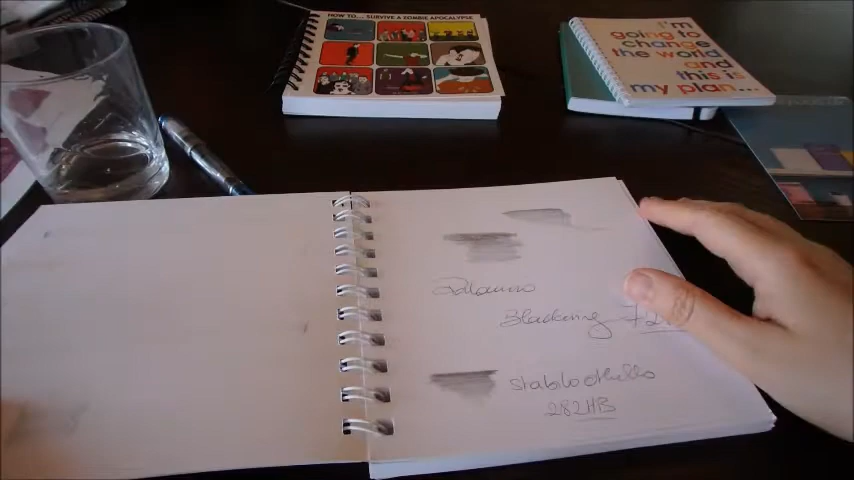 HOW TO... SURVIVE A ZOMBIE APOCALYPSE
I'm
going to
change
the world
and
this is
my plan...
Palomino
Blackwing
stabilo othello
282HB